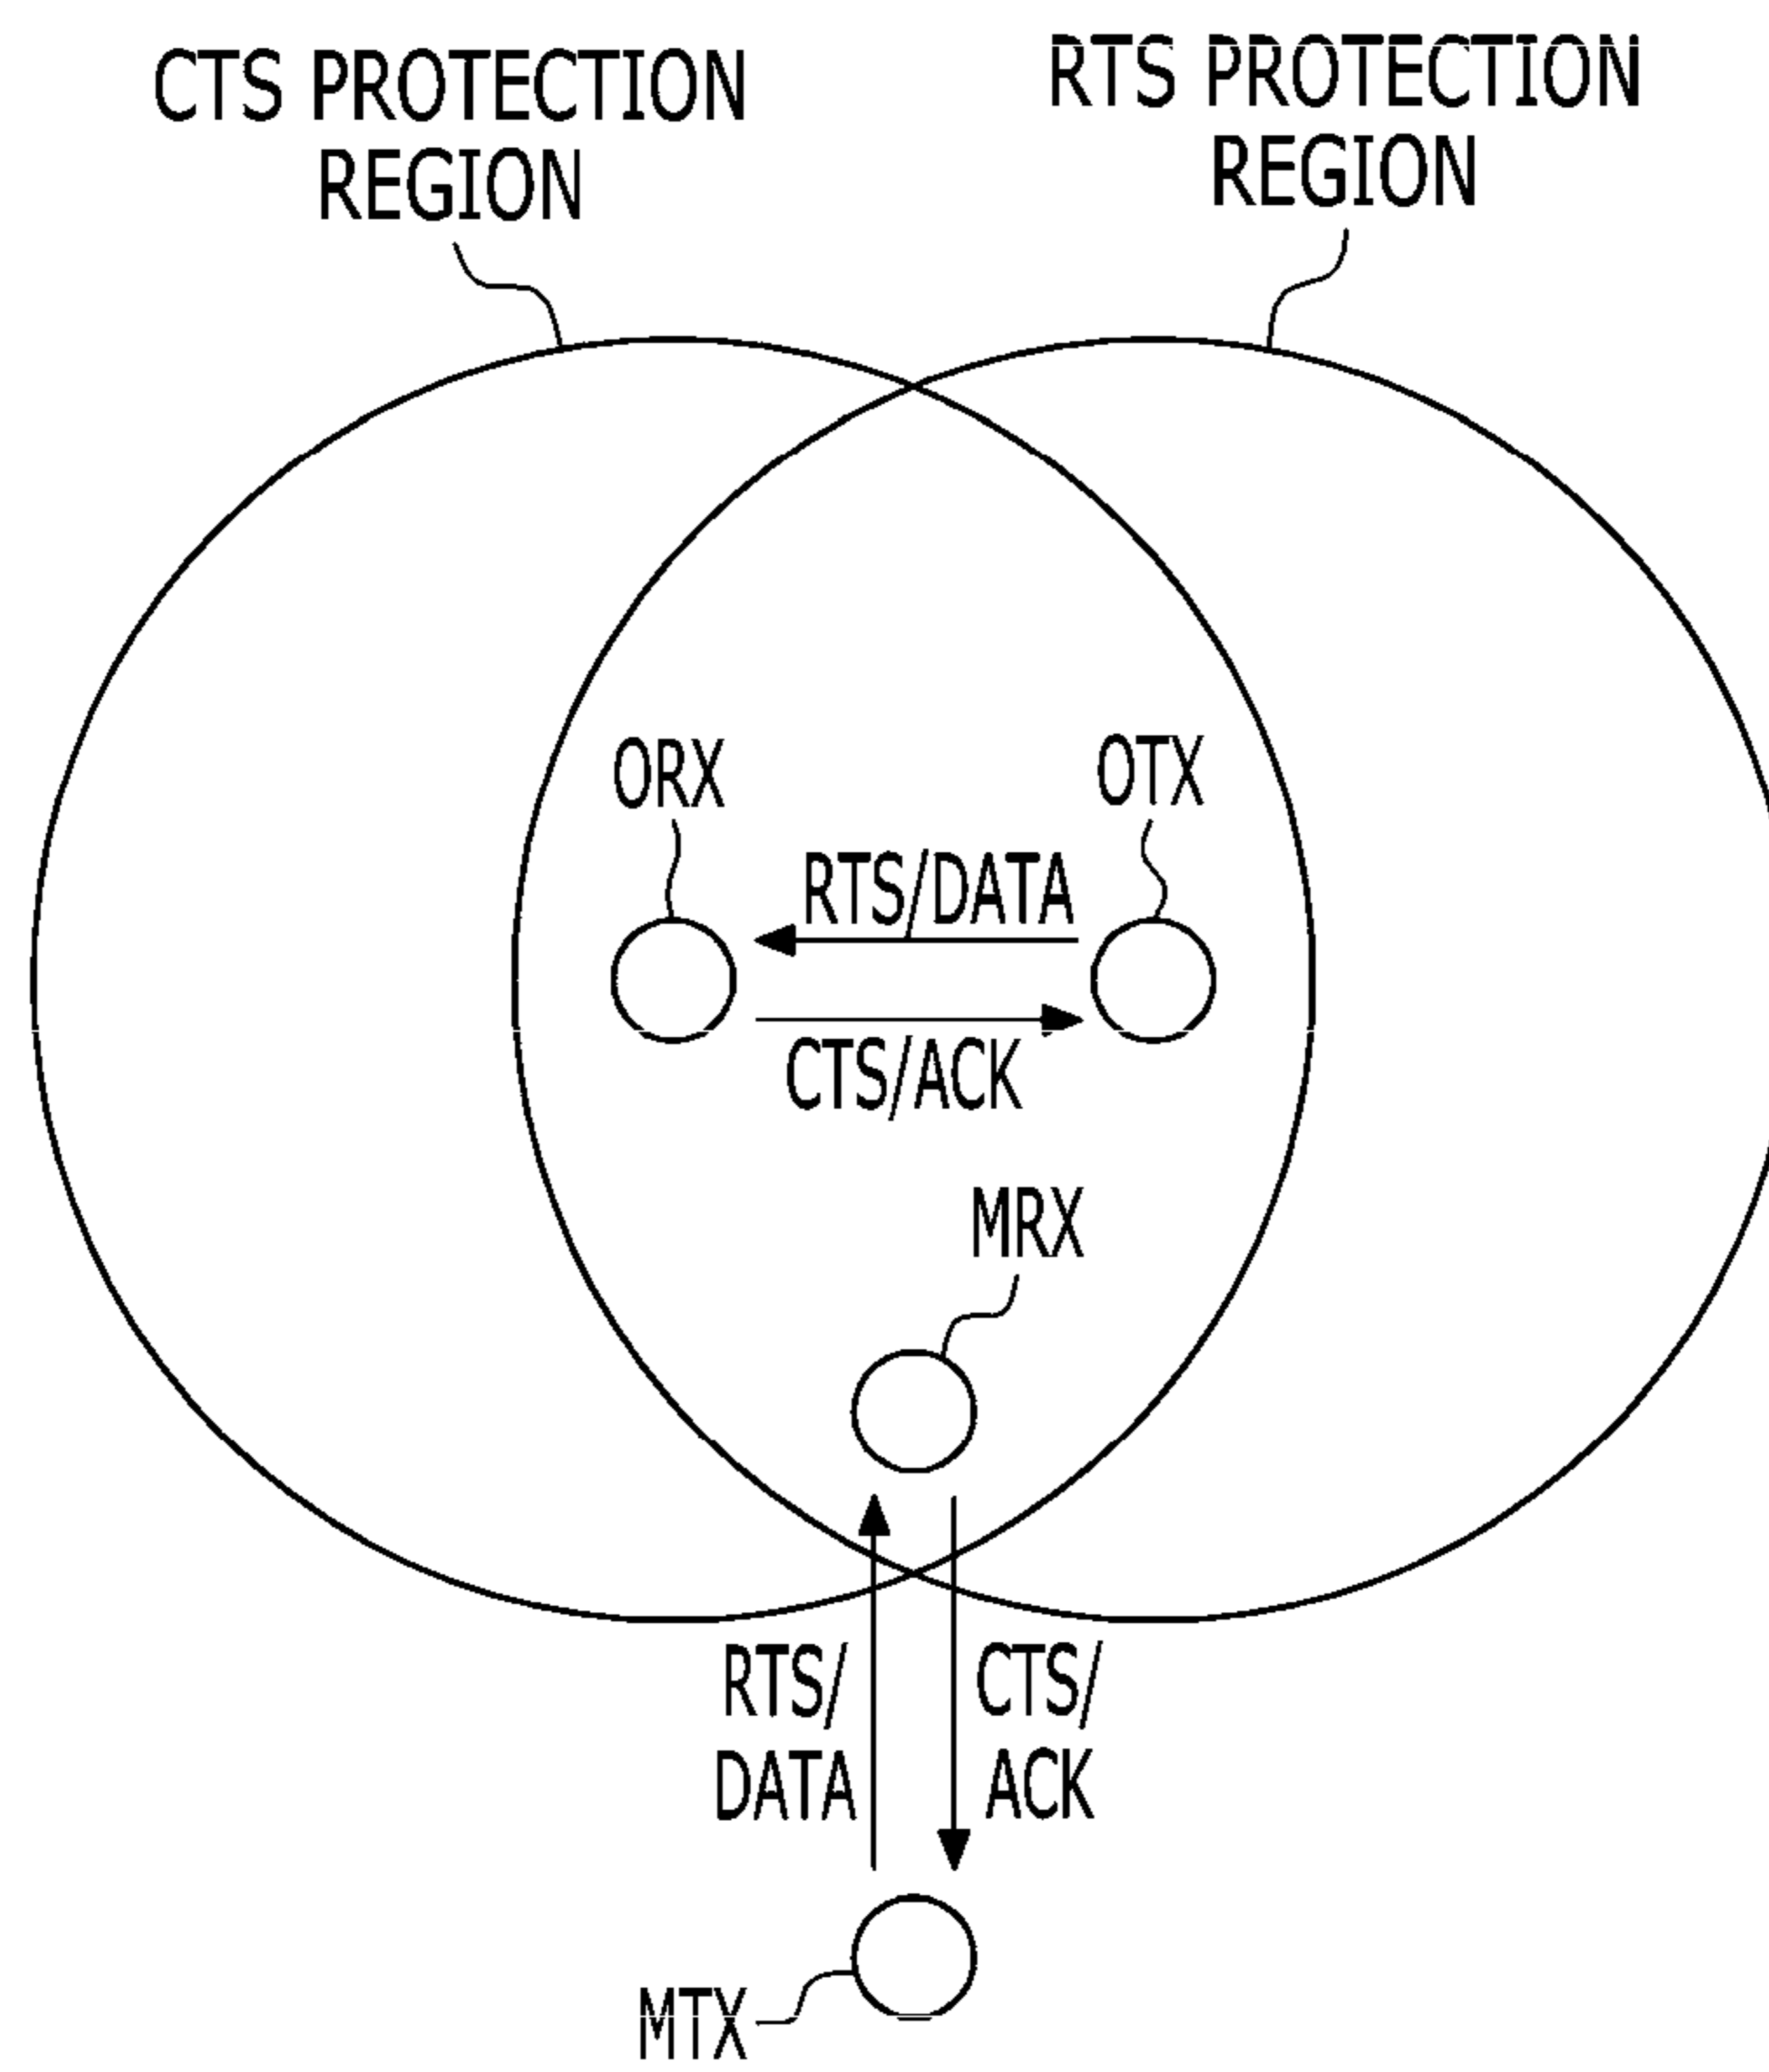 CTS PROTECTION
REGION
RTS PROTECTION
REGION
ORX
OTX
RTS/DATA
CTS/ACK
MRX
RTS/
DATA
CTS/
ACK
MTX